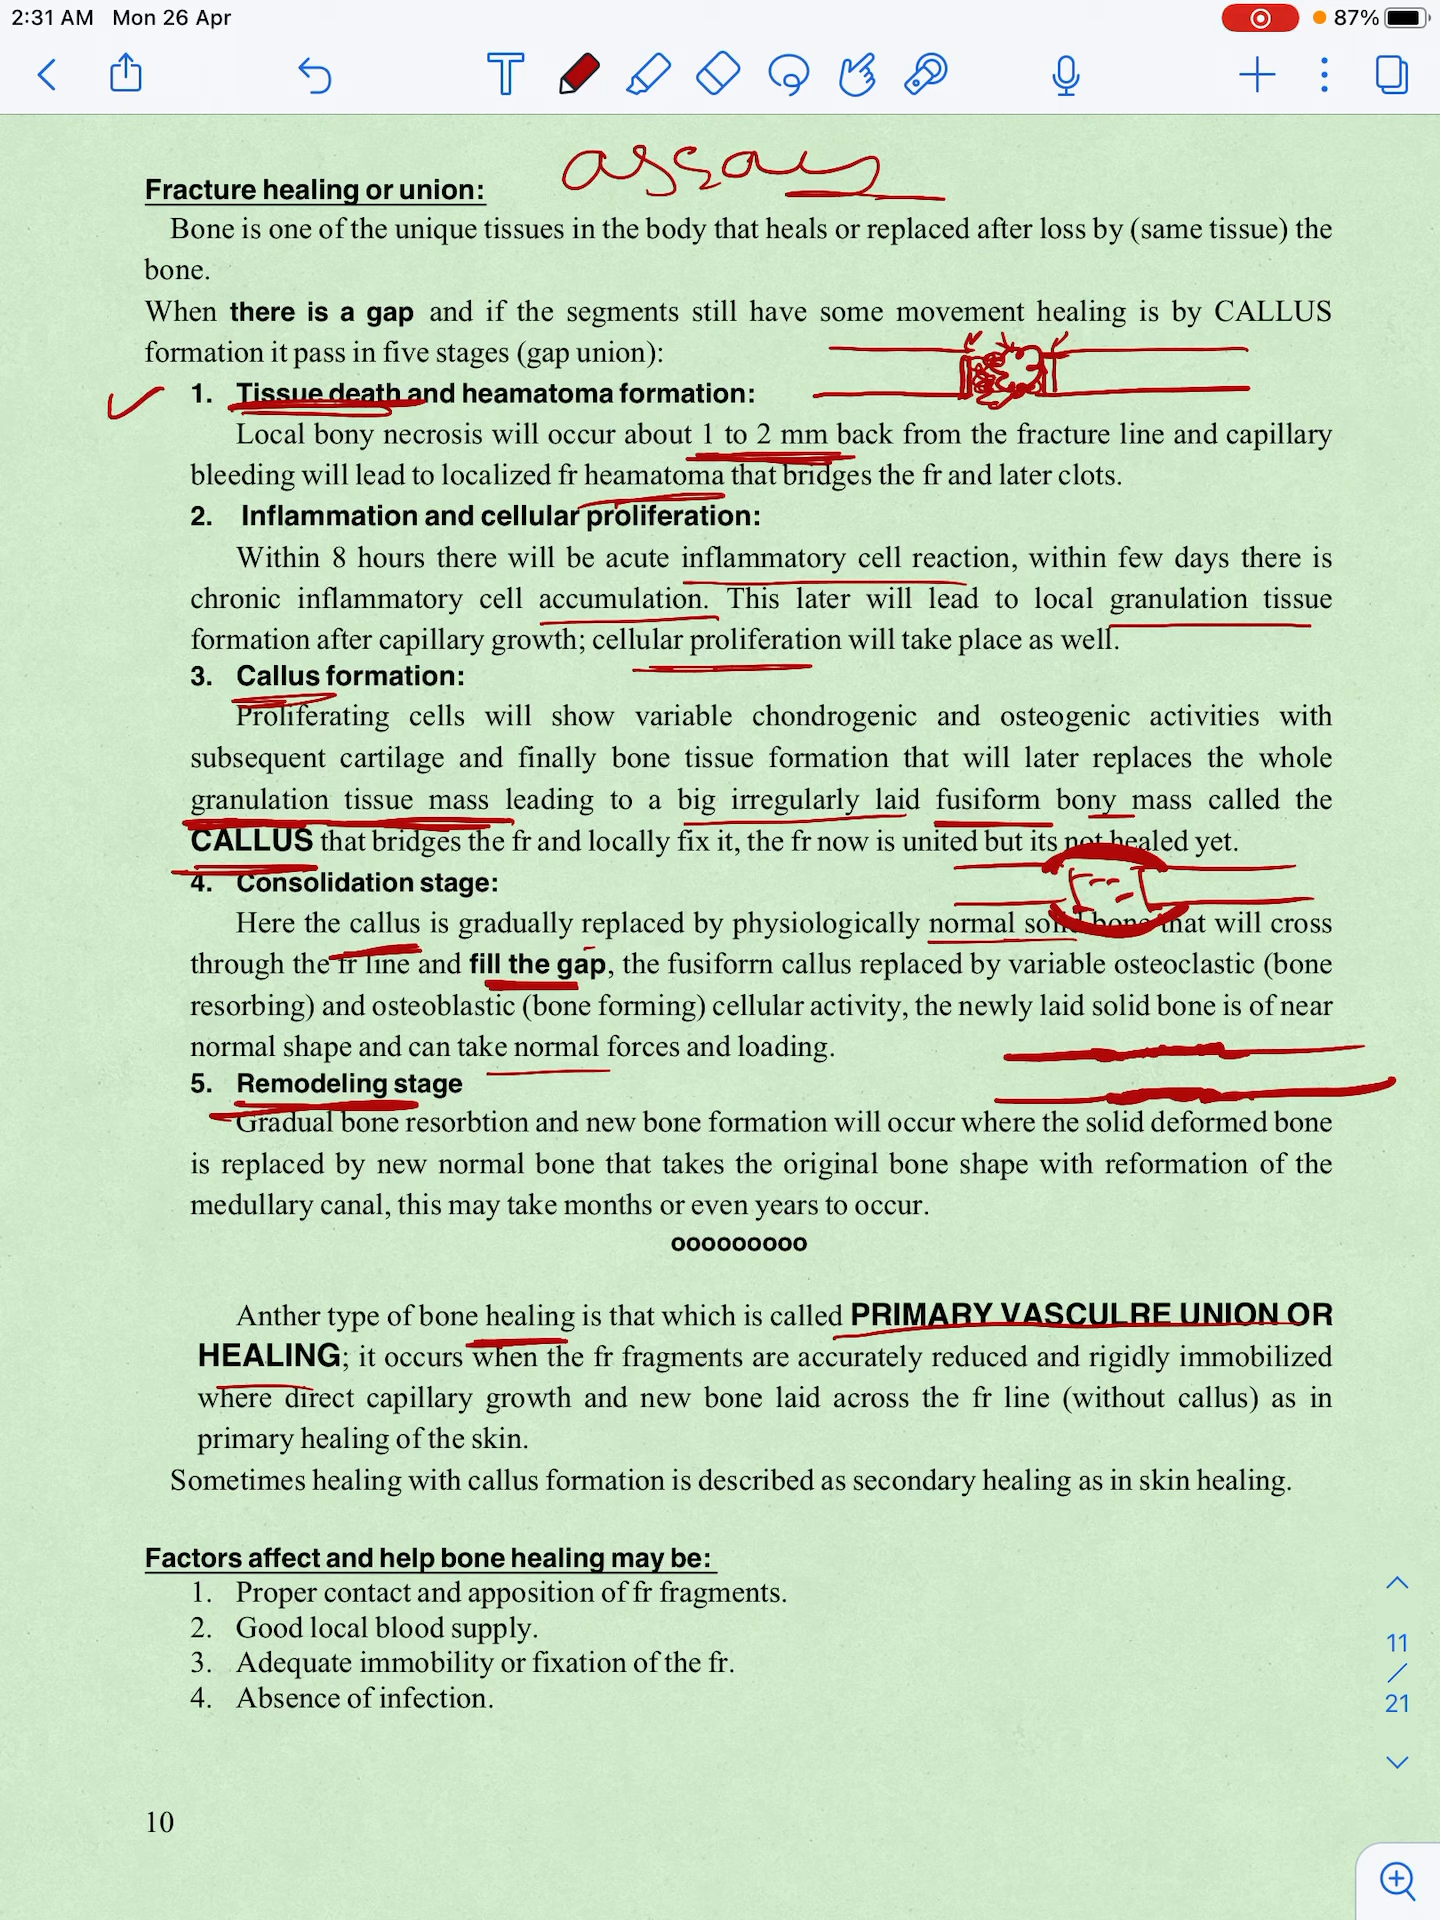 2:31 AM Mon 26 Apr
87%
Fracture healing or union:
Bone is one of the unique tissues in the body that heals or replaced after loss by (same tissue) the
bone.
When there is a gap and if the segments still have some movement healing is by CALLUS
formation it pass in five stages (gap union):
1. Tissue death and heamatoma formation:
Local bony necrosis will occur about 1 to 2 mm back from the fracture line and capillary
bleeding will lead to localized fr heamatoma that bridges the fr and later clots.
2. Inflammation and cellular proliferation:
Within 8 hours there will be acute inflammatory cell reaction, within few days there is
chronic inflammatory cell accumulation. This later will lead to local granulation tissue
formation after capillary growth; cellular proliferation will take place as well.
3. Callus formation:
Proliferating cells will show variable chondrogenic and osteogenic activities with
subsequent cartilage and finally bone tissue formation that will later replaces the whole
granulation tissue mass leading to a big irregularly laid fusiform bony mass called the
CALLUS that bridges the fr and locally fix it, the fr now is united but its not healed yet.
4. Consolidation stage:
Here the callus is gradually replaced by physiologically normal solid bone that will cross
through the fr line and fill the gap, the fusiform callus replaced by variable osteoclastic (bone
resorbing) and osteoblastic (bone forming) cellular activity, the newly laid solid bone is of near
normal shape and can take normal forces and loading.
5. Remodeling stage
Gradual bone resorbtion and new bone formation will occur where the solid deformed bone
is replaced by new normal bone that takes the original bone shape with reformation of the
medullary canal, this may take months or even years to occur.
ooooooooo
Anther type of bone healing is that which is called PRIMARY VASCULRE UNION OR
HEALING; it occurs when the fr fragments are accurately reduced and rigidly immobilized
where direct capillary growth and new bone laid across the fr line (without callus) as in
primary healing of the skin.
Sometimes healing with callus formation is described as secondary healing as in skin healing.
Factors affect and help bone healing may be:
1. Proper contact and apposition of fr fragments.
2. Good local blood supply.
3. Adequate immobility or fixation of the fr.
4. Absence of infection.
11
/
21
10